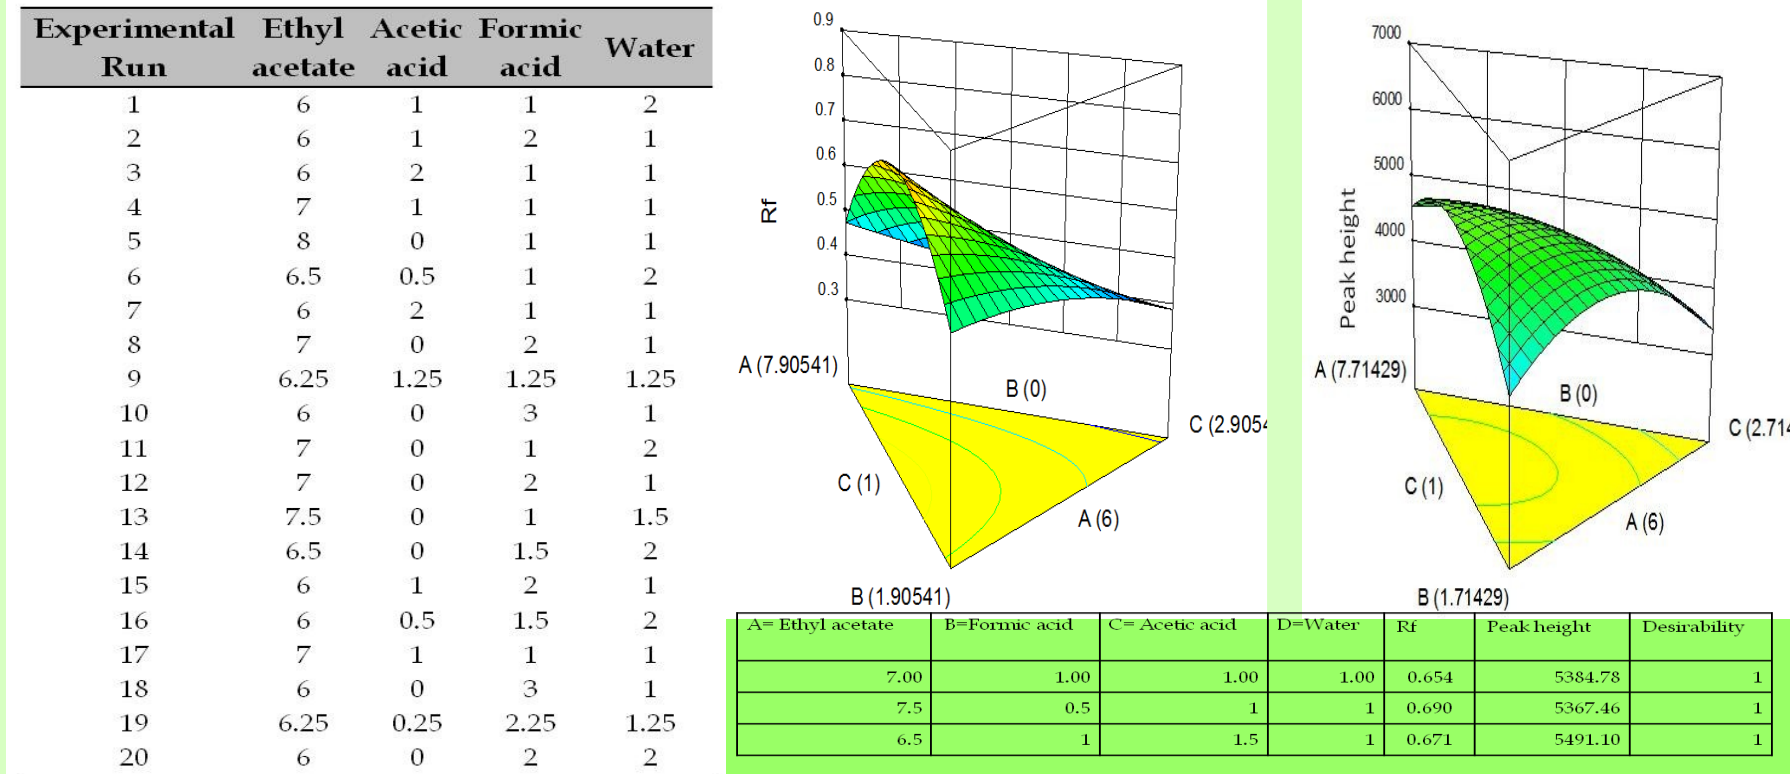 Experimental Run Ethyl acetate Acetic acid Formic acid Water
1 6 1 1 2
2 6 1 2 1
3 6 2 1 1
4 7 1 1 1
5 8 0 1 1
6 6.5 0.5 1 2
7 6 2 1 1
8 7 0 2 1
9 6.25 1.25 1.25 1.25
10 6 0 3 1
11 7 0 1 2
12 7 0 2 1
13 7.5 0 1 1.5
14 6.5 0 1.5 2
15 6 1 2 1
16 6 0.5 1.5 2
17 7 1 1 1
18 6 0 3 1
19 6.25 0.25 2.25 1.25
20 6 0 2 2
0.9
0.8
0.7
0.6
0.5
0.4
0.3
Rf
A (7.90541)
B (0)
C (2.9054
C (1)
A (6)
B (1.90541)
7000
6000
5000
4000
3000
Peak height
A (7.71429)
B (0)
C (2.714
C (1)
A (6)
B (1.71429)
A= Ethyl acetate B=Formic acid C= Acetic acid D=Water Rf Peak height Desirability
7.00 1.00 1.00 1.00 0.654 5384.78 1
7.5 0.5 1 1 0.690 5367.46 1
6.5 1 1.5 1 0.671 5491.10 1